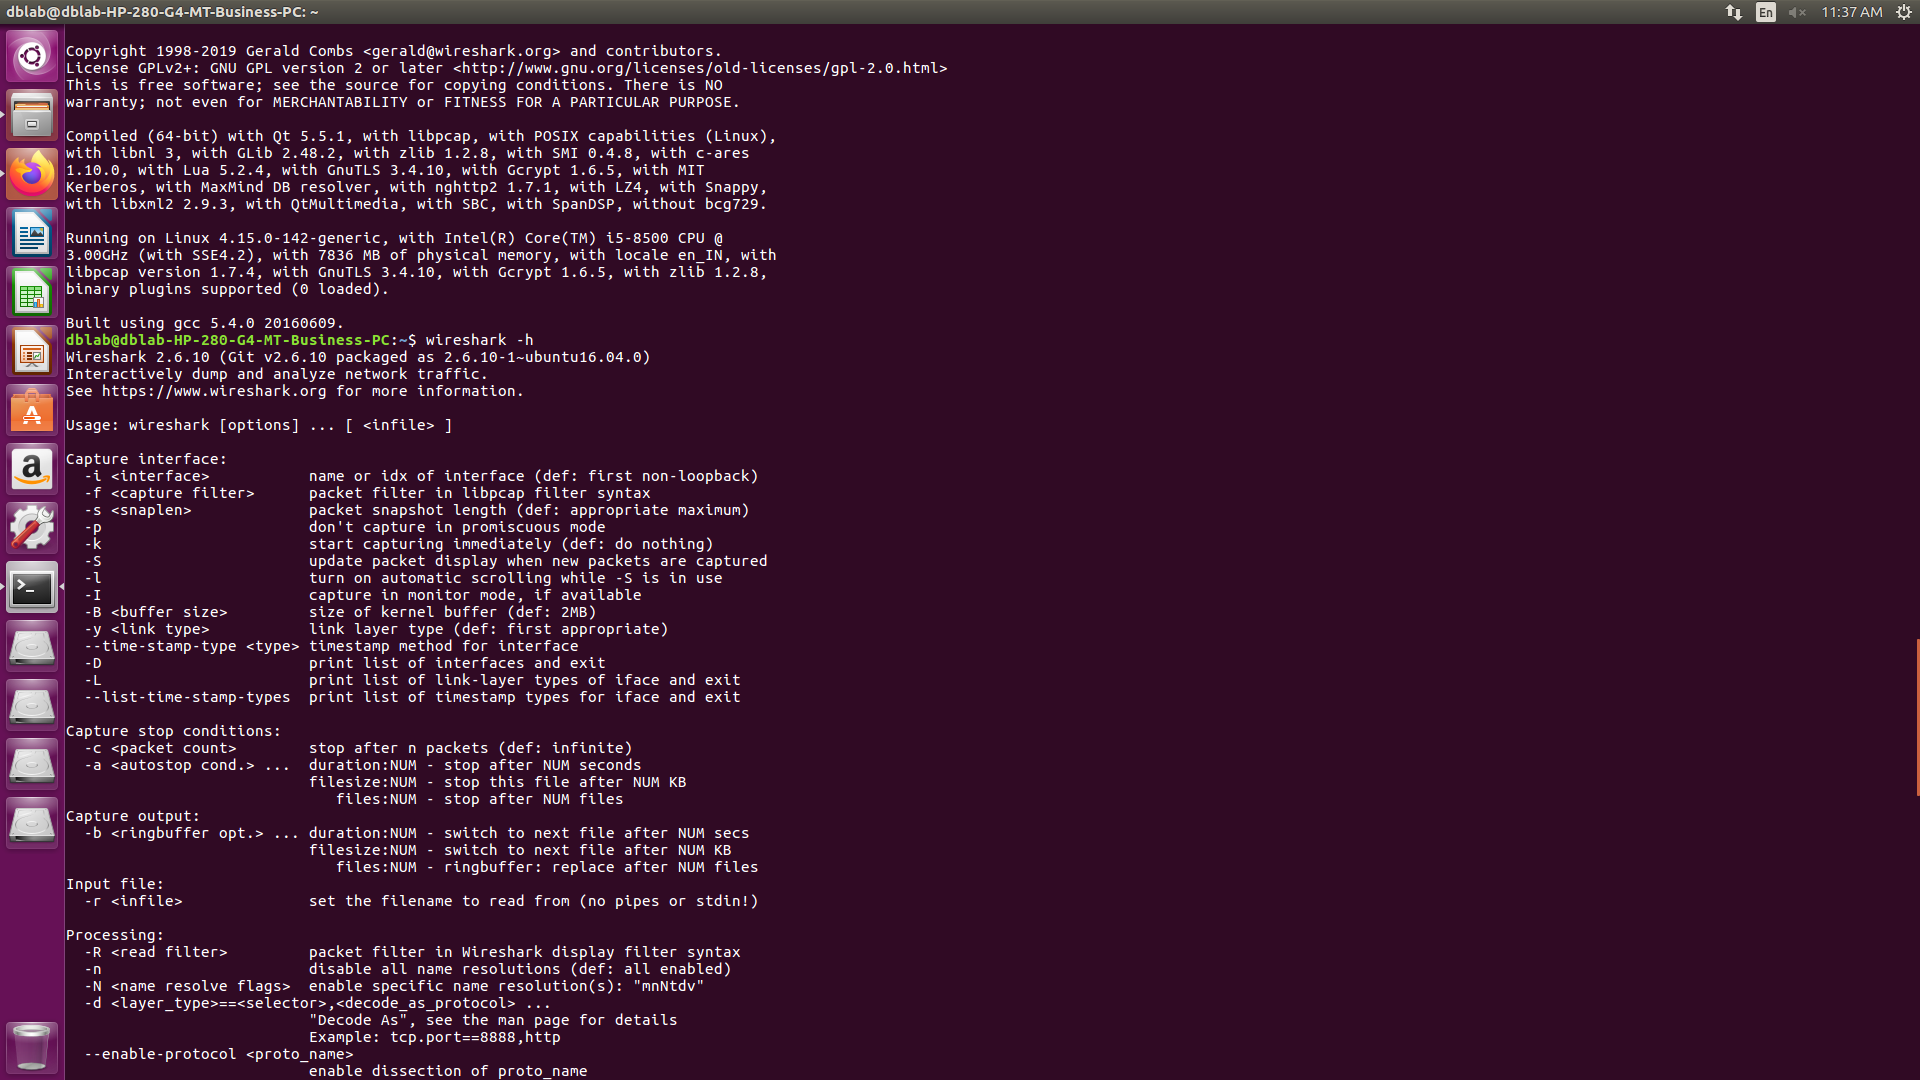 dblab@dblab-HP-280-G4-MT-Business-PC: ~
En
11:37 AM
Copyright 1998-2019 Gerald Combs <gerald@wireshark.org> and contributors.
License GPLv2+: GNU GPL version 2 or later <http://www.gnu.org/licenses/old-licenses/gpl-2.0.html>
This is free software; see the source for copying conditions. There is NO
warranty; not even for MERCHANTABILITY or FITNESS FOR A PARTICULAR PURPOSE.

Compiled (64-bit) with Qt 5.5.1, with libpcap, with POSIX capabilities (Linux),
with libnl 3, with GLib 2.48.2, with zlib 1.2.8, with SMI 0.4.8, with c-ares
1.10.0, with Lua 5.2.4, with GnuTLS 3.4.10, with Gcrypt 1.6.5, with MIT
Kerberos, with MaxMind DB resolver, with nghttp2 1.7.1, with LZ4, with Snappy,
with libxml2 2.9.3, with QtMultimedia, with SBC, with SpanDSP, without bcg729.

Running on Linux 4.15.0-142-generic, with Intel(R) Core(TM) i5-8500 CPU @
3.00GHz (with SSE4.2), with 7836 MB of physical memory, with locale en_IN, with
libpcap version 1.7.4, with GnuTLS 3.4.10, with Gcrypt 1.6.5, with zlib 1.2.8,
binary plugins supported (0 loaded).

Built using gcc 5.4.0 20160609.
dblab@dblab-HP-280-G4-MT-Business-PC:~$ wireshark -h
Wireshark 2.6.10 (Git v2.6.10 packaged as 2.6.10-1~ubuntu16.04.0)
Interactively dump and analyze network traffic.
See https://www.wireshark.org for more information.

Usage: wireshark [options] ... [ <infile> ]

Capture interface:
  -i <interface>           name or idx of interface (def: first non-loopback)
  -f <capture filter>      packet filter in libpcap filter syntax
  -s <snaplen>             packet snapshot length (def: appropriate maximum)
  -p                       don't capture in promiscuous mode
  -k                       start capturing immediately (def: do nothing)
  -S                       update packet display when new packets are captured
  -l                       turn on automatic scrolling while -S is in use
  -I                       capture in monitor mode, if available
  -B <buffer size>         size of kernel buffer (def: 2MB)
  -y <link type>           link layer type (def: first appropriate)
  --time-stamp-type <type> timestamp method for interface
  -D                       print list of interfaces and exit
  -L                       print list of link-layer types of iface and exit
  --list-time-stamp-types  print list of timestamp types for iface and exit

Capture stop conditions:
  -c <packet count>        stop after n packets (def: infinite)
  -a <autostop cond.> ...  duration:NUM - stop after NUM seconds
                           filesize:NUM - stop this file after NUM KB
                              files:NUM - stop after NUM files
Capture output:
  -b <ringbuffer opt.> ... duration:NUM - switch to next file after NUM secs
                           filesize:NUM - switch to next file after NUM KB
                              files:NUM - ringbuffer: replace after NUM files
Input file:
  -r <infile>              set the filename to read from (no pipes or stdin!)

Processing:
  -R <read filter>         packet filter in Wireshark display filter syntax
  -n                       disable all name resolutions (def: all enabled)
  -N <name resolve flags>  enable specific name resolution(s): "mnNtdv"
  -d <layer_type>==<selector>,<decode_as_protocol> ...
                           "Decode As", see the man page for details
                           Example: tcp.port==8888,http
  --enable-protocol <proto_name>
                           enable dissection of proto_name